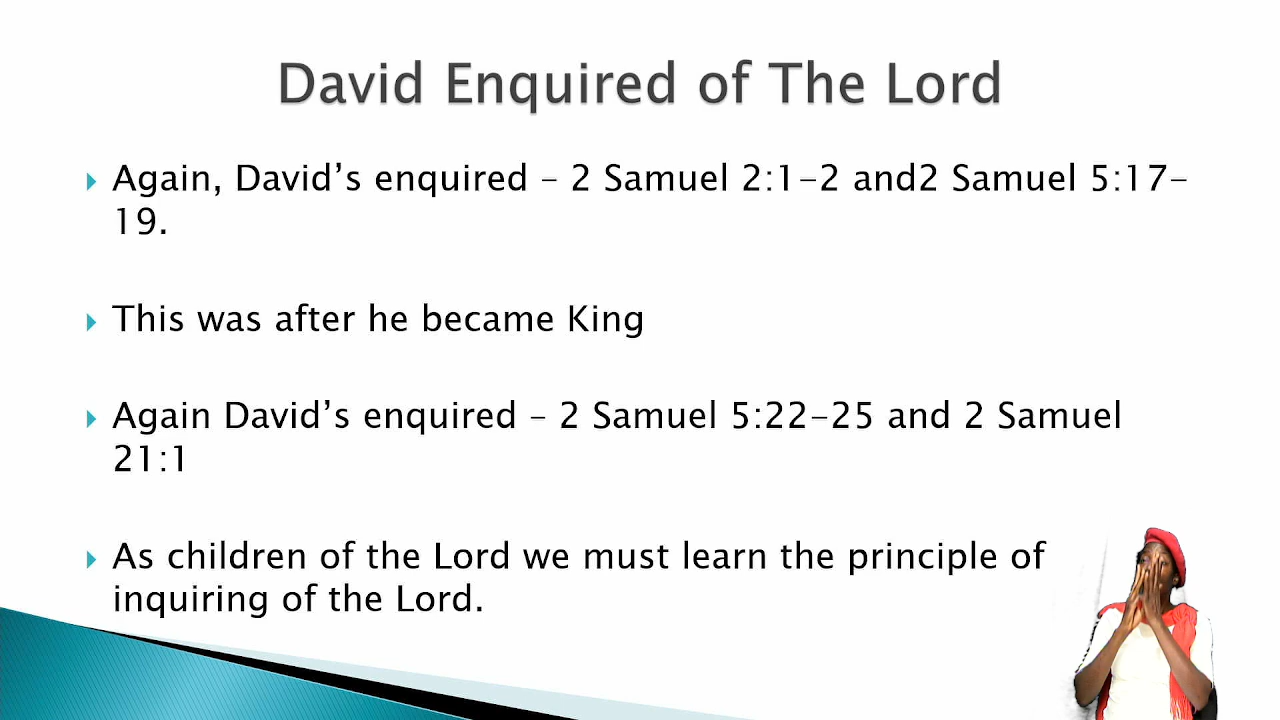 David Enquired of The Lord
Again, David’s enquired – 2 Samuel 2:1-2 and2 Samuel 5:17-
19.
This was after he became King
Again David’s enquired – 2 Samuel 5:22-25 and 2 Samuel
21:1
As children of the Lord we must learn the principle of
inquiring of the Lord.